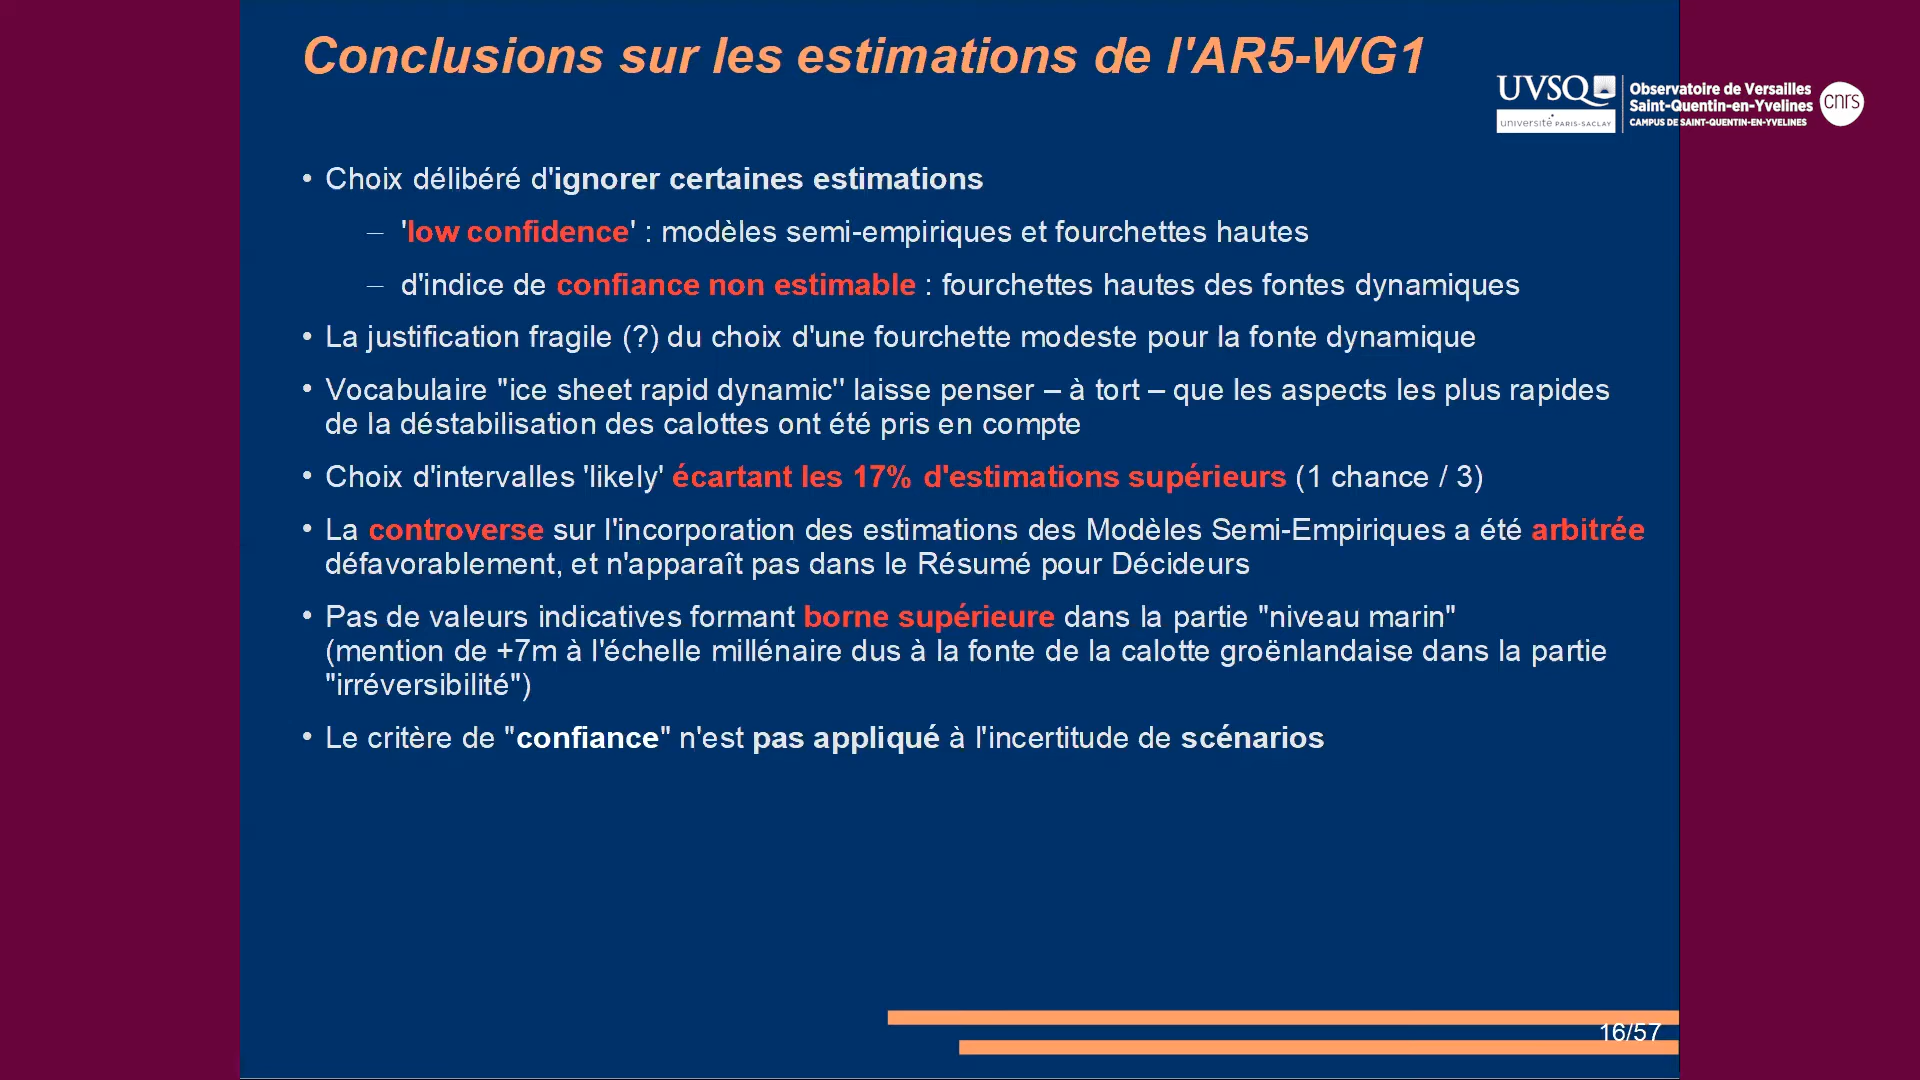 Conclusions sur les estimations de l'AR5-WG1
UVSQ
université PARIS-SACLAY
Observatoire de Versailles
Saint-Quentin-en-Yvelines
CAMPUS DE SAINT-QUENTIN-EN-YVELINES
cnrs
• Choix délibéré d'ignorer certaines estimations
– 'low confidence' : modèles semi-empiriques et fourchettes hautes
– d'indice de confiance non estimable : fourchettes hautes des fontes dynamiques
• La justification fragile (?) du choix d'une fourchette modeste pour la fonte dynamique
• Vocabulaire "ice sheet rapid dynamic'' laisse penser – à tort – que les aspects les plus rapides
de la déstabilisation des calottes ont été pris en compte
• Choix d'intervalles 'likely' écartant les 17% d'estimations supérieurs (1 chance / 3)
• La controverse sur l'incorporation des estimations des Modèles Semi-Empiriques a été arbitrée
défavorablement, et n'apparaît pas dans le Résumé pour Décideurs
• Pas de valeurs indicatives formant borne supérieure dans la partie "niveau marin"
(mention de +7m à l'échelle millénaire dus à la fonte de la calotte groënlandaise dans la partie
"irréversibilité")
• Le critère de "confiance" n'est pas appliqué à l'incertitude de scénarios
16/57